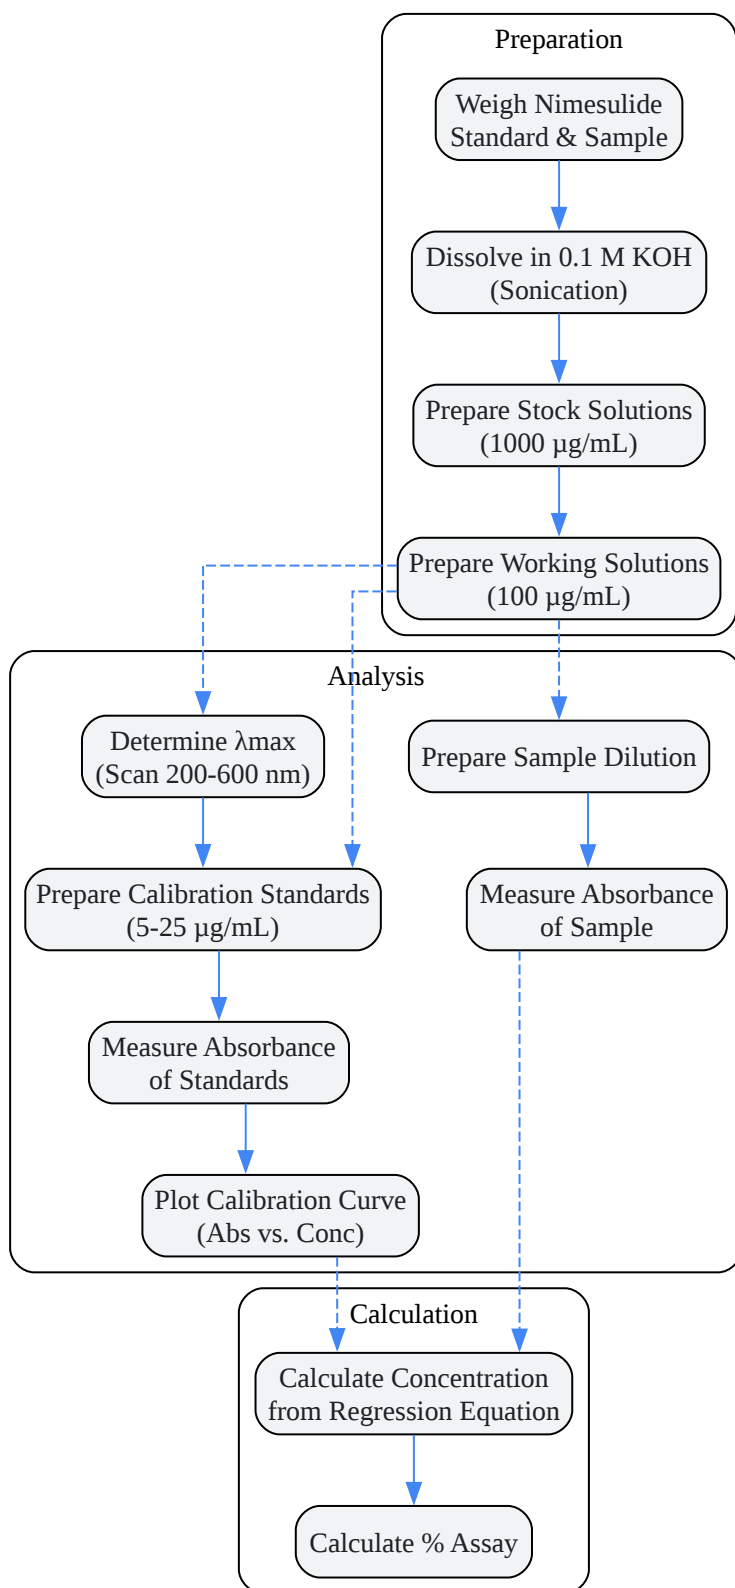 Preparation
Weigh Nimesulide
Standard & Sample
Dissolve in 0.1 M KOH
(Sonication)
Prepare Stock Solutions
(1000 µg/mL)
Prepare Working Solutions
(100 µg/mL)
Analysis
Determine λmax
(Scan 200-600 nm)
Prepare Calibration Standards
(5-25 µg/mL)
Measure Absorbance
of Standards
Plot Calibration Curve
(Abs vs. Conc)
Prepare Sample Dilution
Measure Absorbance
of Sample
Calculation
Calculate Concentration
from Regression Equation
Calculate % Assay